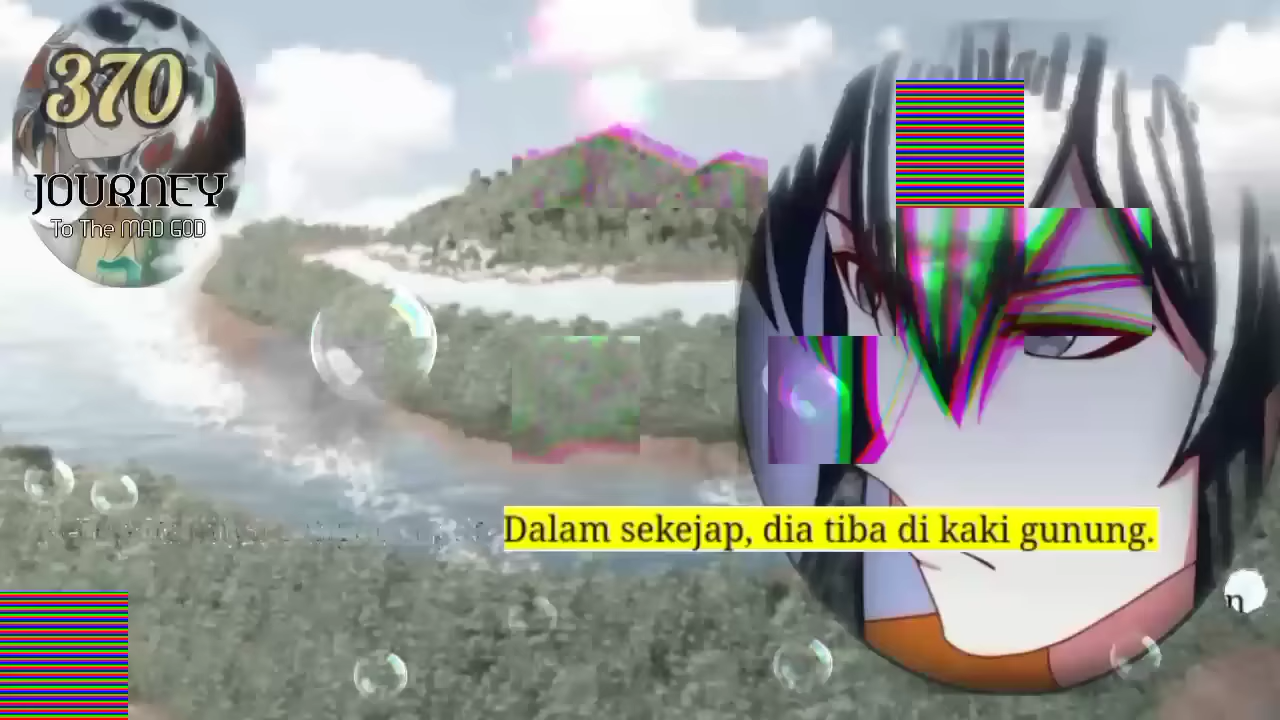 370
JOURNEY
To The MAD GOD
Dalam sekejap, dia tiba di kaki gunung.
n